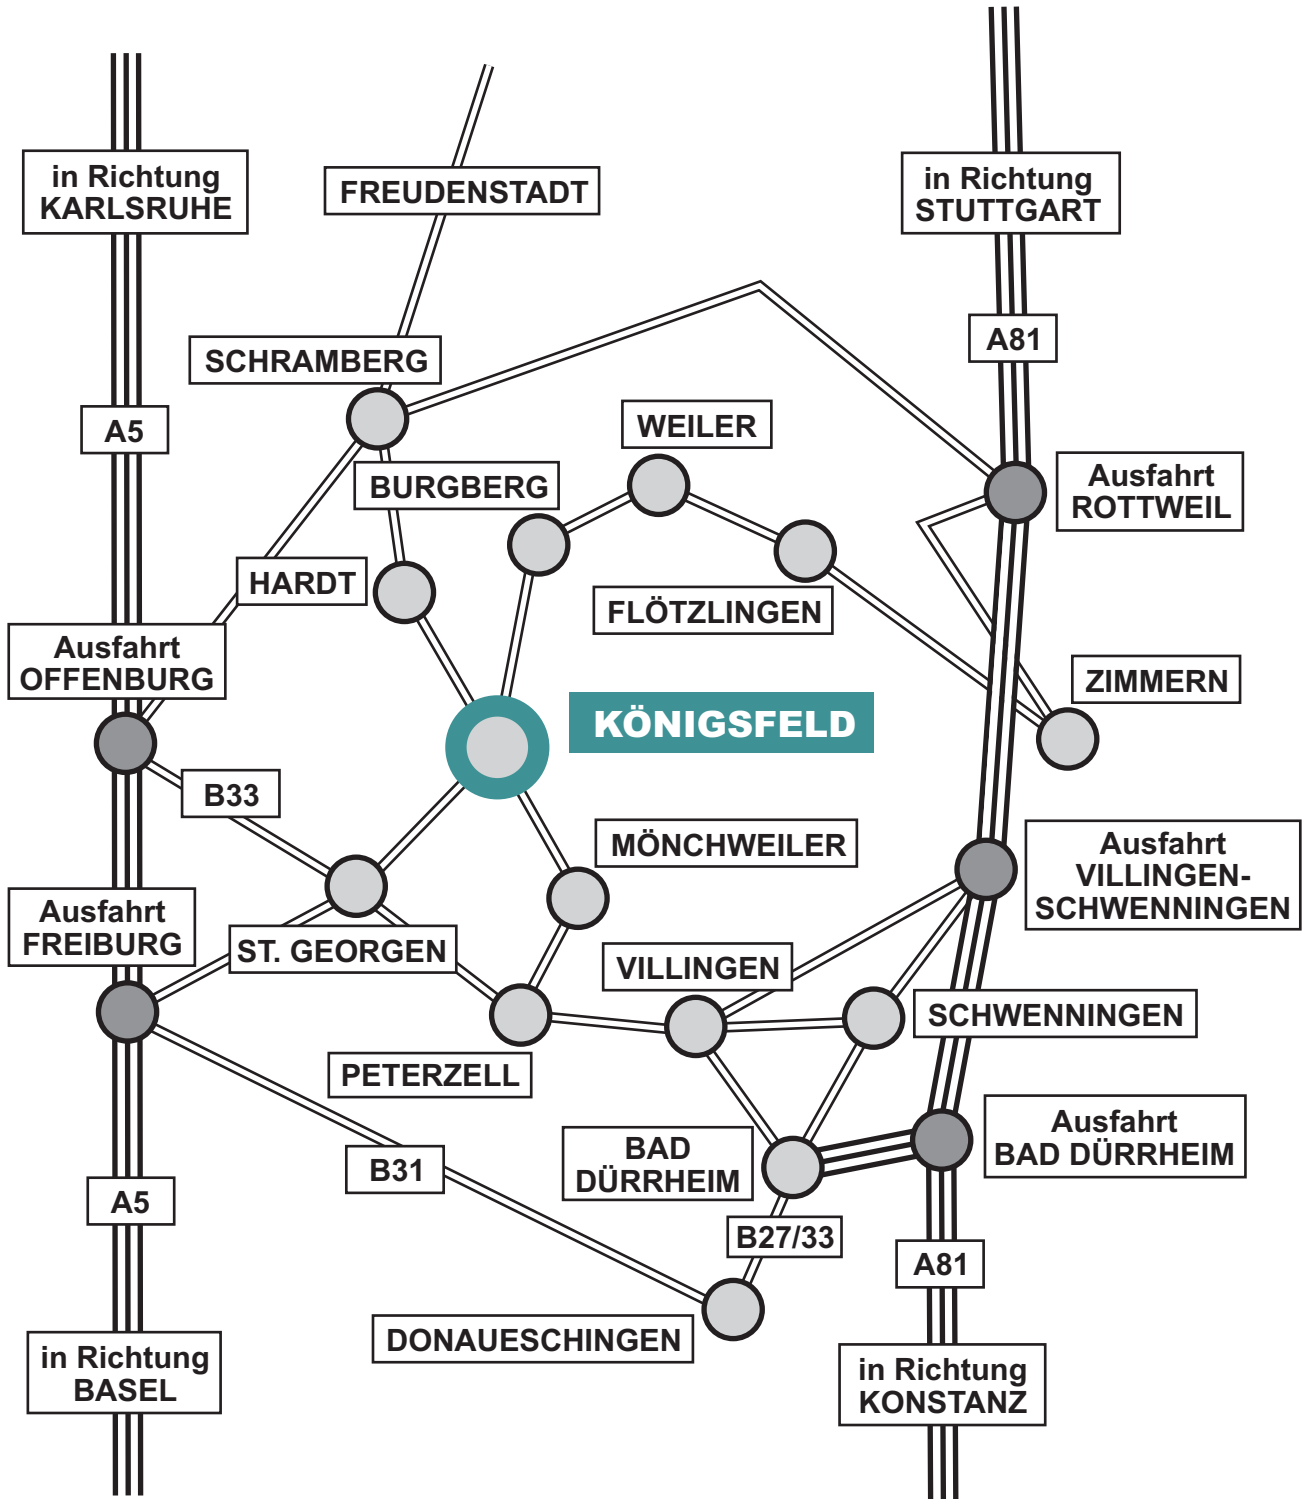 in Richtung
KARLSRUHE
FREUDENSTADT
in Richtung
STUTTGART
A81
SCHRAMBERG
A5
WEILER
BURGBERG
Ausfahrt
ROTTWEIL
HARDT
FLÖTZLINGEN
Ausfahrt
OFFENBURG
ZIMMERN
KÖNIGSFELD
B33
MÖNCHWEILER
Ausfahrt
VILLINGEN-
SCHWENNINGEN
Ausfahrt
FREIBURG
ST. GEORGEN
VILLINGEN
SCHWENNINGEN
PETERZELL
Ausfahrt
BAD DÜRRHEIM
BAD
DÜRRHEIM
B31
A5
B27/33
A81
DONAUESCHINGEN
in Richtung
BASEL
in Richtung
KONSTANZ